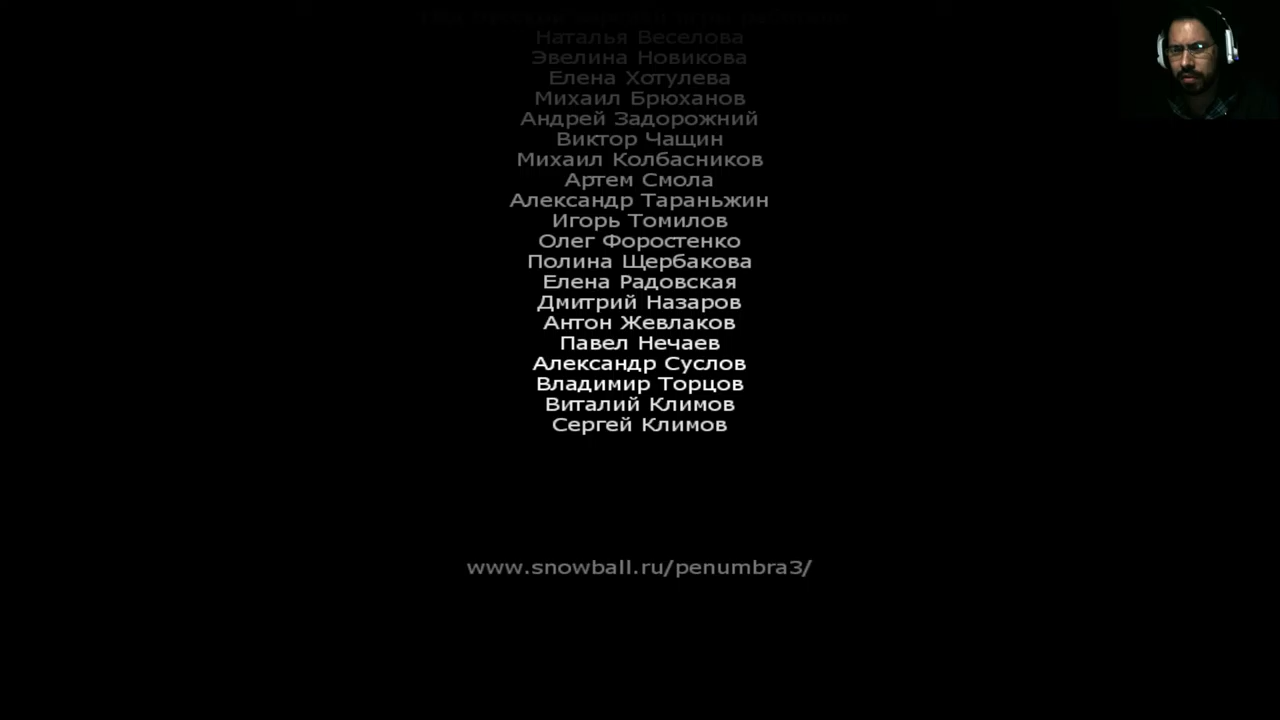 Наталья Веселова
Эвелина Новикова
Елена Хотулева
Михаил Брюханов
Андрей Задорожний
Виктор Чащин
Михаил Колбасников
Артем Смола
Александр Тараньжин
Игорь Томилов
Олег Форостенко
Полина Щербакова
Елена Радовская
Дмитрий Назаров
Антон Жевлаков
Павел Нечаев
Александр Суслов
Владимир Торцов
Виталий Климов
Сергей Климов
www.snowball.ru/penumbra3/